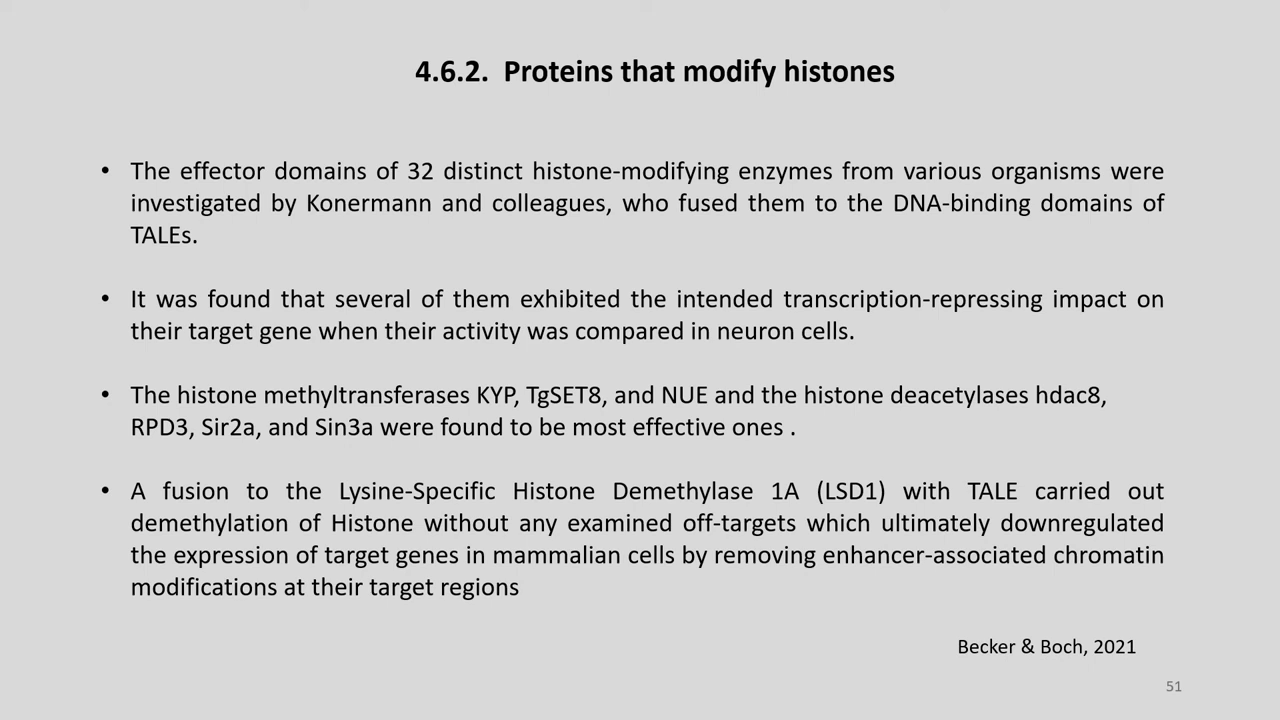 4.6.2. Proteins that modify histones
• The effector domains of 32 distinct histone-modifying enzymes from various organisms were
investigated by Konermann and colleagues, who fused them to the DNA-binding domains of
TALEs.
• It was found that several of them exhibited the intended transcription-repressing impact on
their target gene when their activity was compared in neuron cells.
• The histone methyltransferases KYP, TgSET8, and NUE and the histone deacetylases hdac8,
RPD3, Sir2a, and Sin3a were found to be most effective ones .
• A fusion to the Lysine-Specific Histone Demethylase 1A (LSD1) with TALE carried out
demethylation of Histone without any examined off-targets which ultimately downregulated
the expression of target genes in mammalian cells by removing enhancer-associated chromatin
modifications at their target regions
Becker & Boch, 2021
51